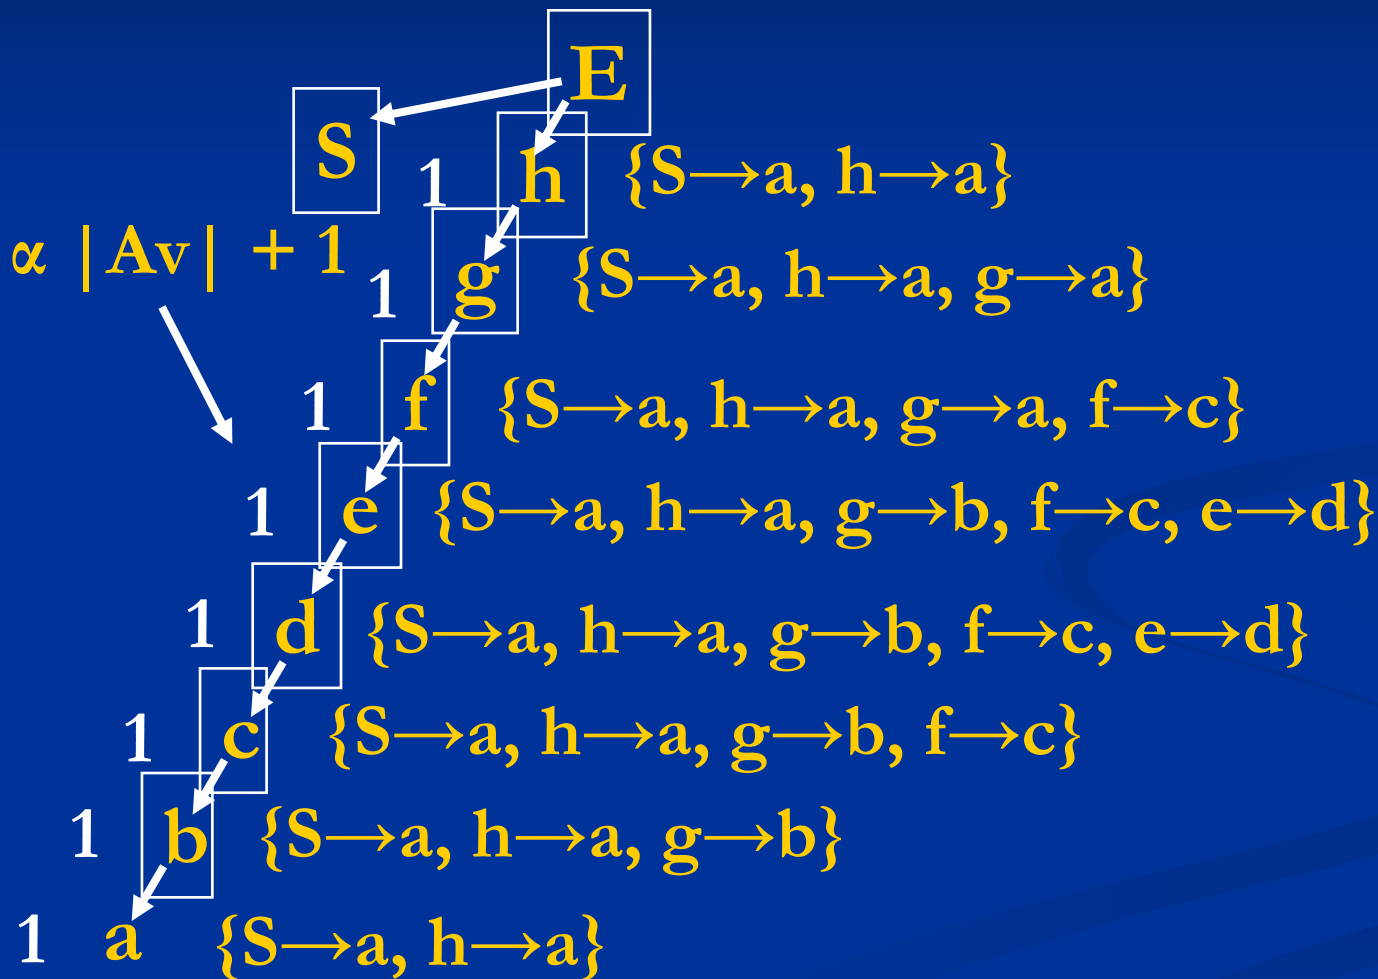 E
S
1 h {S→a, h→a}
α |Av| + 1
1 g {S→a, h→a, g→a}
1 f {S→a, h→a, g→a, f→c}
1 e {S→a, h→a, g→b, f→c, e→d}
1 d {S→a, h→a, g→b, f→c, e→d}
1 c {S→a, h→a, g→b, f→c}
1 b {S→a, h→a, g→b}
1 a {S→a, h→a}